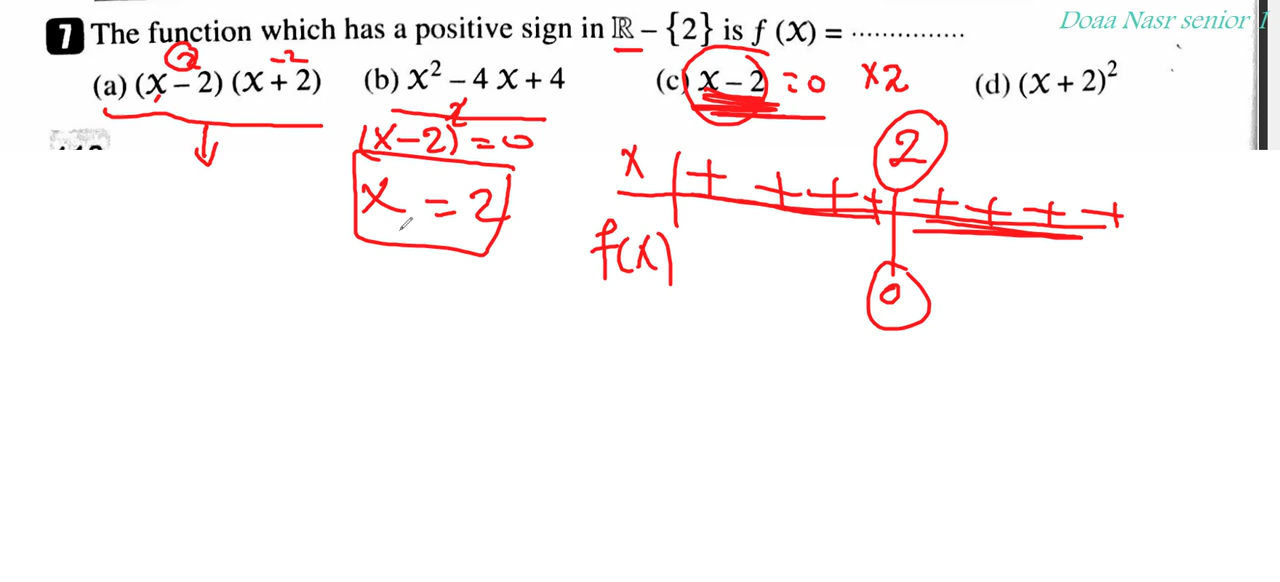 Doaa Nasr senior 1
7 The function which has a positive sign in ℝ – {2} is f (X) = ...............
2 -2
(a) (X – 2) (X + 2) (b) X² – 4 X + 4 (c) X – 2 = 0 X 2 (d) (X + 2)²
(X-2)² = 0
X = 2
2
X + + + + + + + +
f(X)
0